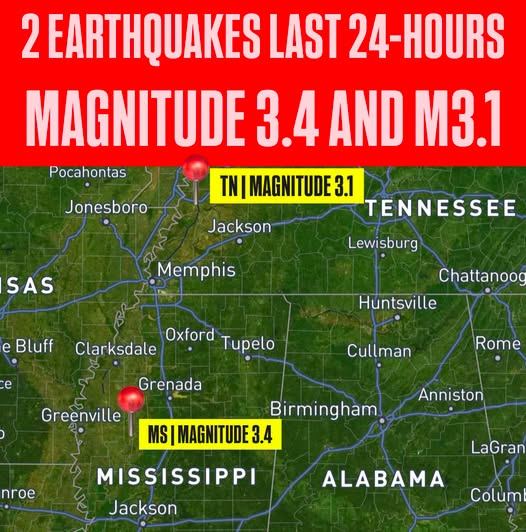 2 EARTHQUAKES LAST 24-HOURS
MAGNITUDE 3.4 AND M3.1
Pocahontas
TN | MAGNITUDE 3.1
Jonesboro
TENNESSEE
Jackson
Lewisburg
Memphis
Chattanoog
SAS
Huntsville
Oxford
Tupelo
e Bluff
Clarksdale
Cullman
Rome
ce
Grenada
Anniston
Greenville
Birmingham
MS | MAGNITUDE 3.4
LaGran
MISSISSIPPI
ALABAMA
nroe
Jackson
Columb